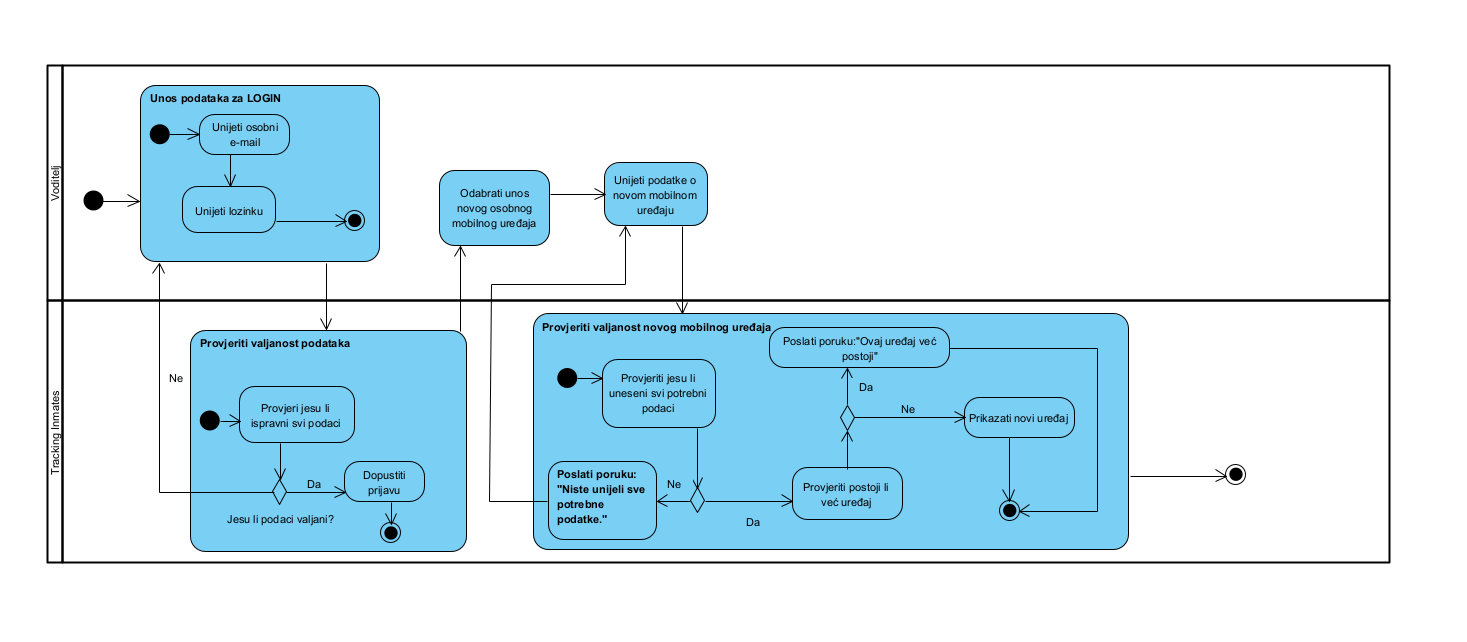 Voditelj
Unos podataka za LOGIN
Unijeti osobni
e-mail
Unijeti lozinku
Odabrati unos
novog osobnog
mobilnog uređaja
Unijeti podatke o
novom mobilnom
uređaju
Tracking Inmates
Ne
Provjeriti valjanost podataka
Provjeri jesu li
ispravni svi podaci
Da
Dopustiti
prijavu
Jesu li podaci valjani?
Provjeriti valjanost novog mobilnog uređaja
Provjeriti jesu li
uneseni svi potrebni
podaci
Poslati poruku:
"Niste unijeli sve
potrebne
podatke."
Ne
Da
Provjeriti postoji li
već uređaj
Poslati poruku:"Ovaj uređaj već
postoji"
Da
Ne
Prikazati novi uređaj